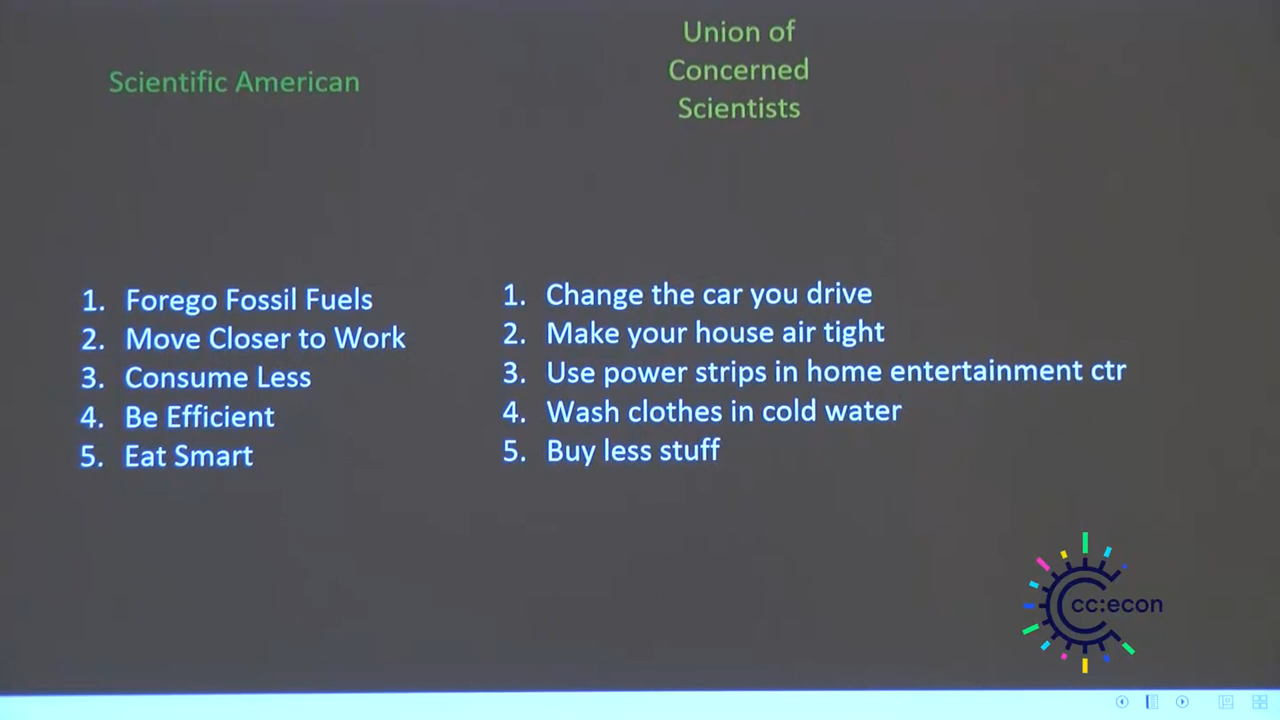 Scientific American
Union of
Concerned
Scientists
1. Forego Fossil Fuels
2. Move Closer to Work
3. Consume Less
4. Be Efficient
5. Eat Smart
1. Change the car you drive
2. Make your house air tight
3. Use power strips in home entertainment ctr
4. Wash clothes in cold water
5. Buy less stuff
cc:econ